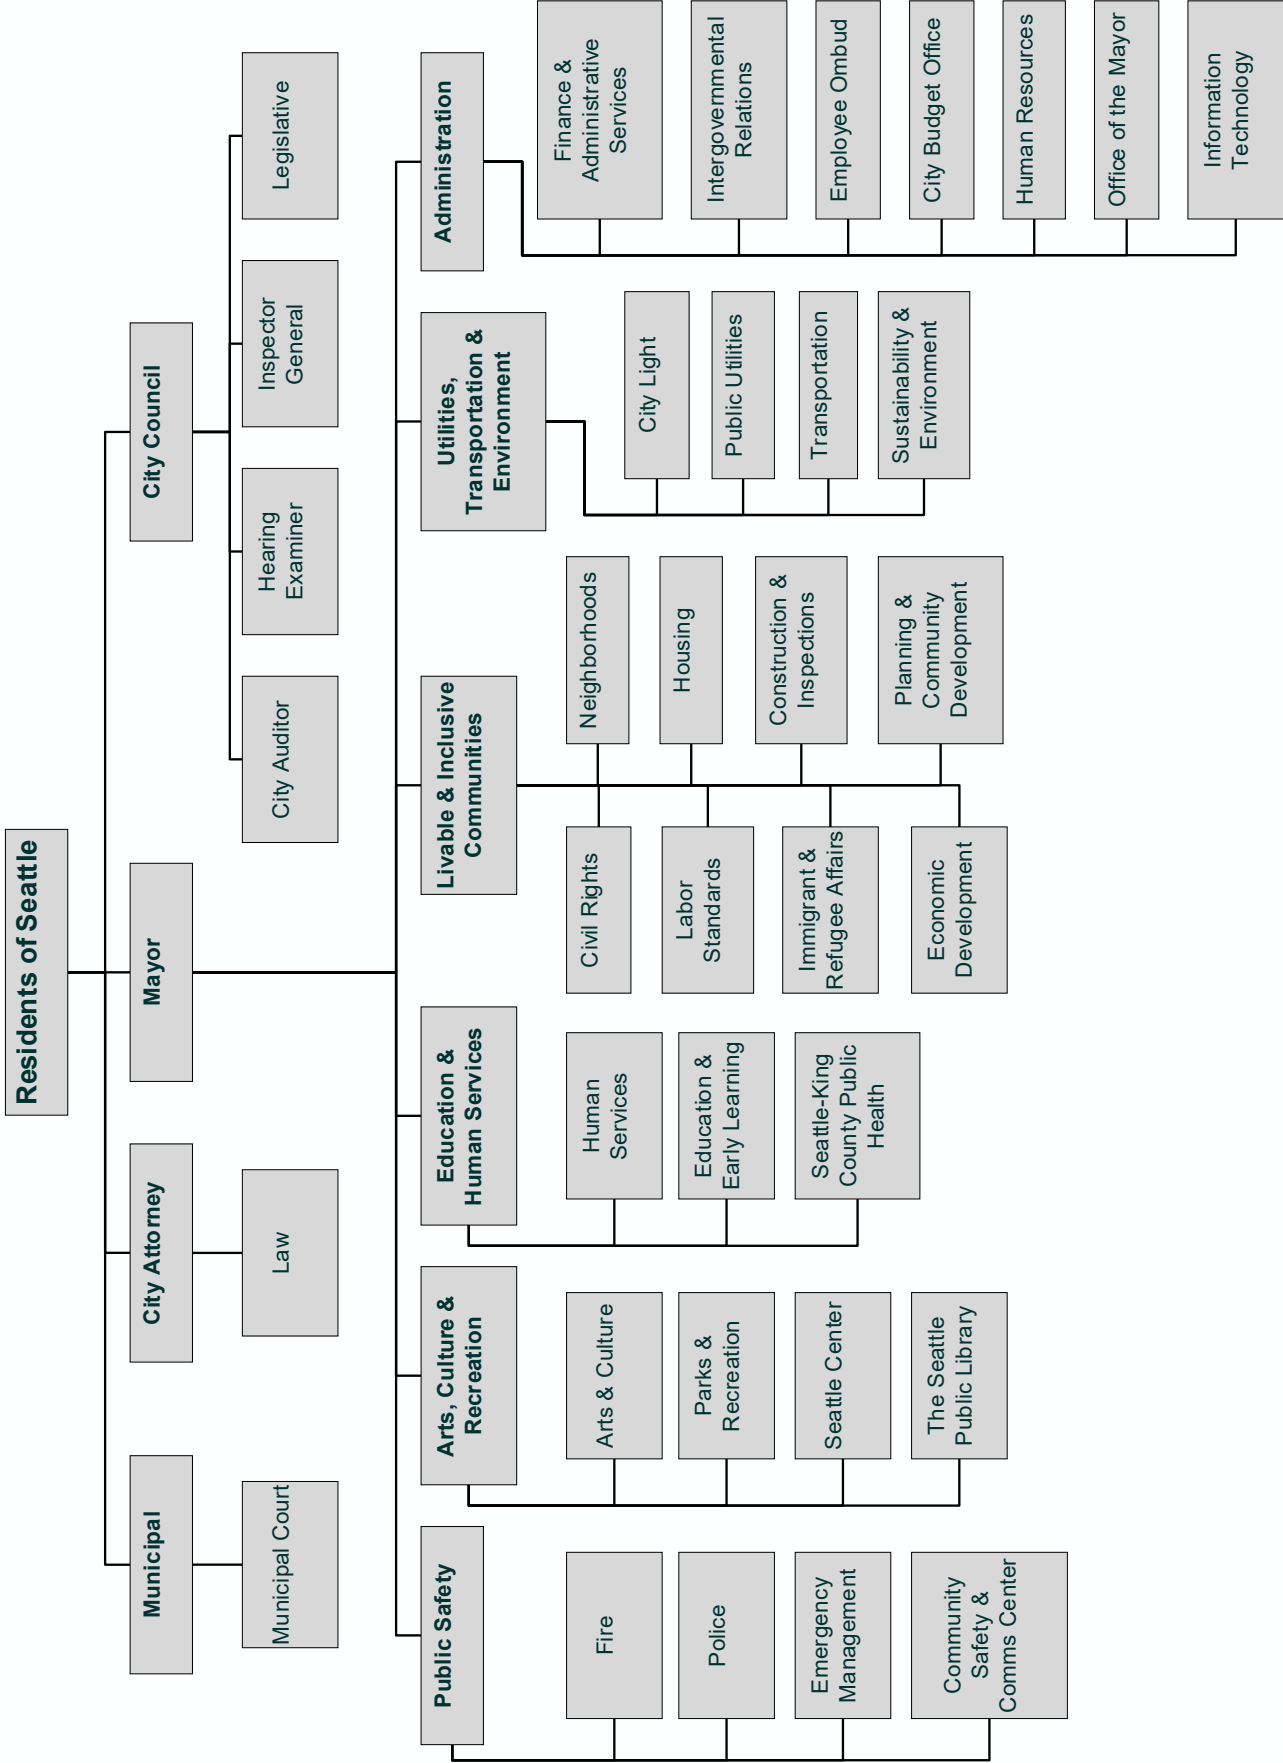 Residents of Seattle
Municipal
City Attorney
Mayor
City Council
Municipal Court
Law
City Auditor
Hearing
Examiner
Inspector
General
Legislative
Public Safety
Fire
Police
Emergency
Management
Community
Safety &
Comms Center
Arts, Culture &
Recreation
Arts & Culture
Parks &
Recreation
Seattle Center
The Seattle
Public Library
Education &
Human Services
Human
Services
Education &
Early Learning
Seattle-King
County Public
Health
Livable & Inclusive
Communities
Civil Rights
Labor
Standards
Immigrant &
Refugee Affairs
Economic
Development
Neighborhoods
Housing
Construction &
Inspections
Planning &
Community
Development
Utilities,
Transportation &
Environment
City Light
Public Utilities
Transportation
Sustainability &
Environment
Administration
Finance &
Administrative
Services
Intergovernmental
Relations
Employee Ombud
City Budget Office
Human Resources
Office of the Mayor
Information
Technology